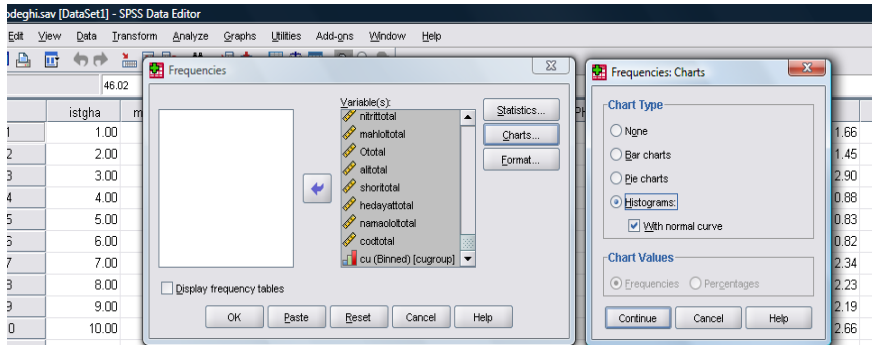 odeghi.sav [DataSet1] - SPSS Data Editor
Edit View Data Transform Analyze Graphs Utilities Add-ons Window Help
46.02
istgha m
1 1.00
2 2.00
3 3.00
4 4.00
5 5.00
6 6.00
7 7.00
8 8.00
9 9.00
0 10.00
Frequencies
Variable(s):
nitrittotal
mahlottotal
Ototal
alitotal
shoritotal
hedayattotal
namaolottotal
codtotal
cu (Binned) [cugroup]
Statistics...
Charts...
Format...
Display frequency tables
OK Paste Reset Cancel Help
PH
Frequencies: Charts
Chart Type
None
Bar charts
Pie charts
Histograms:
With normal curve
Chart Values
Frequencies Percentages
Continue Cancel Help
1.66
1.45
2.90
0.88
0.83
0.82
2.34
2.23
2.19
2.66